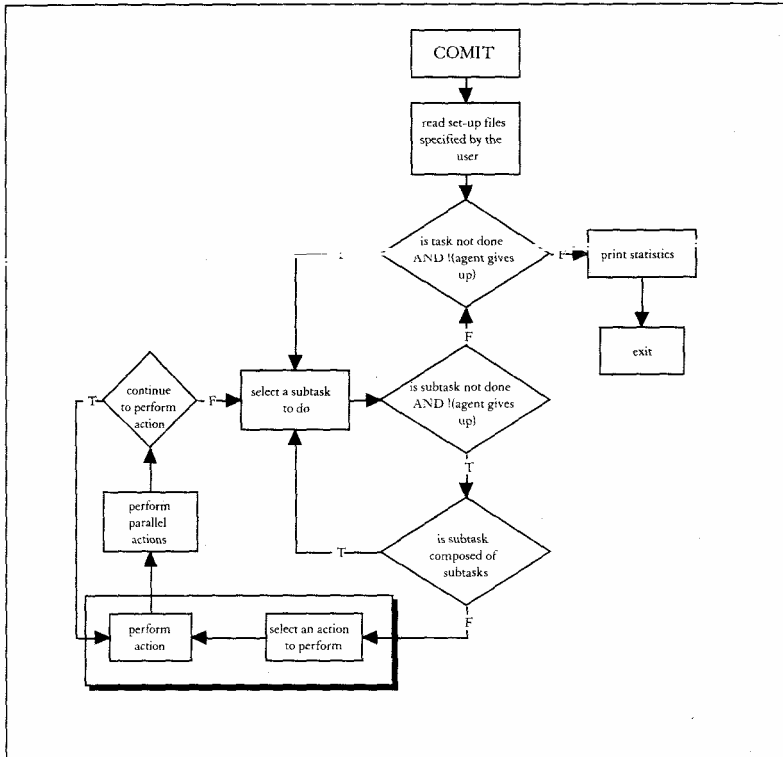 COMIT
read set-up files
specified by the
user
is task not done
AND !(agent gives
up)
F
print statistics
exit
F
is subtask not done
AND !(agent gives
up)
select a subtask
to do
continue
to perform
action
T
F
T
perform
parallel
actions
is subtask
composed of
subtasks
T
F
perform
action
select an action
to perform